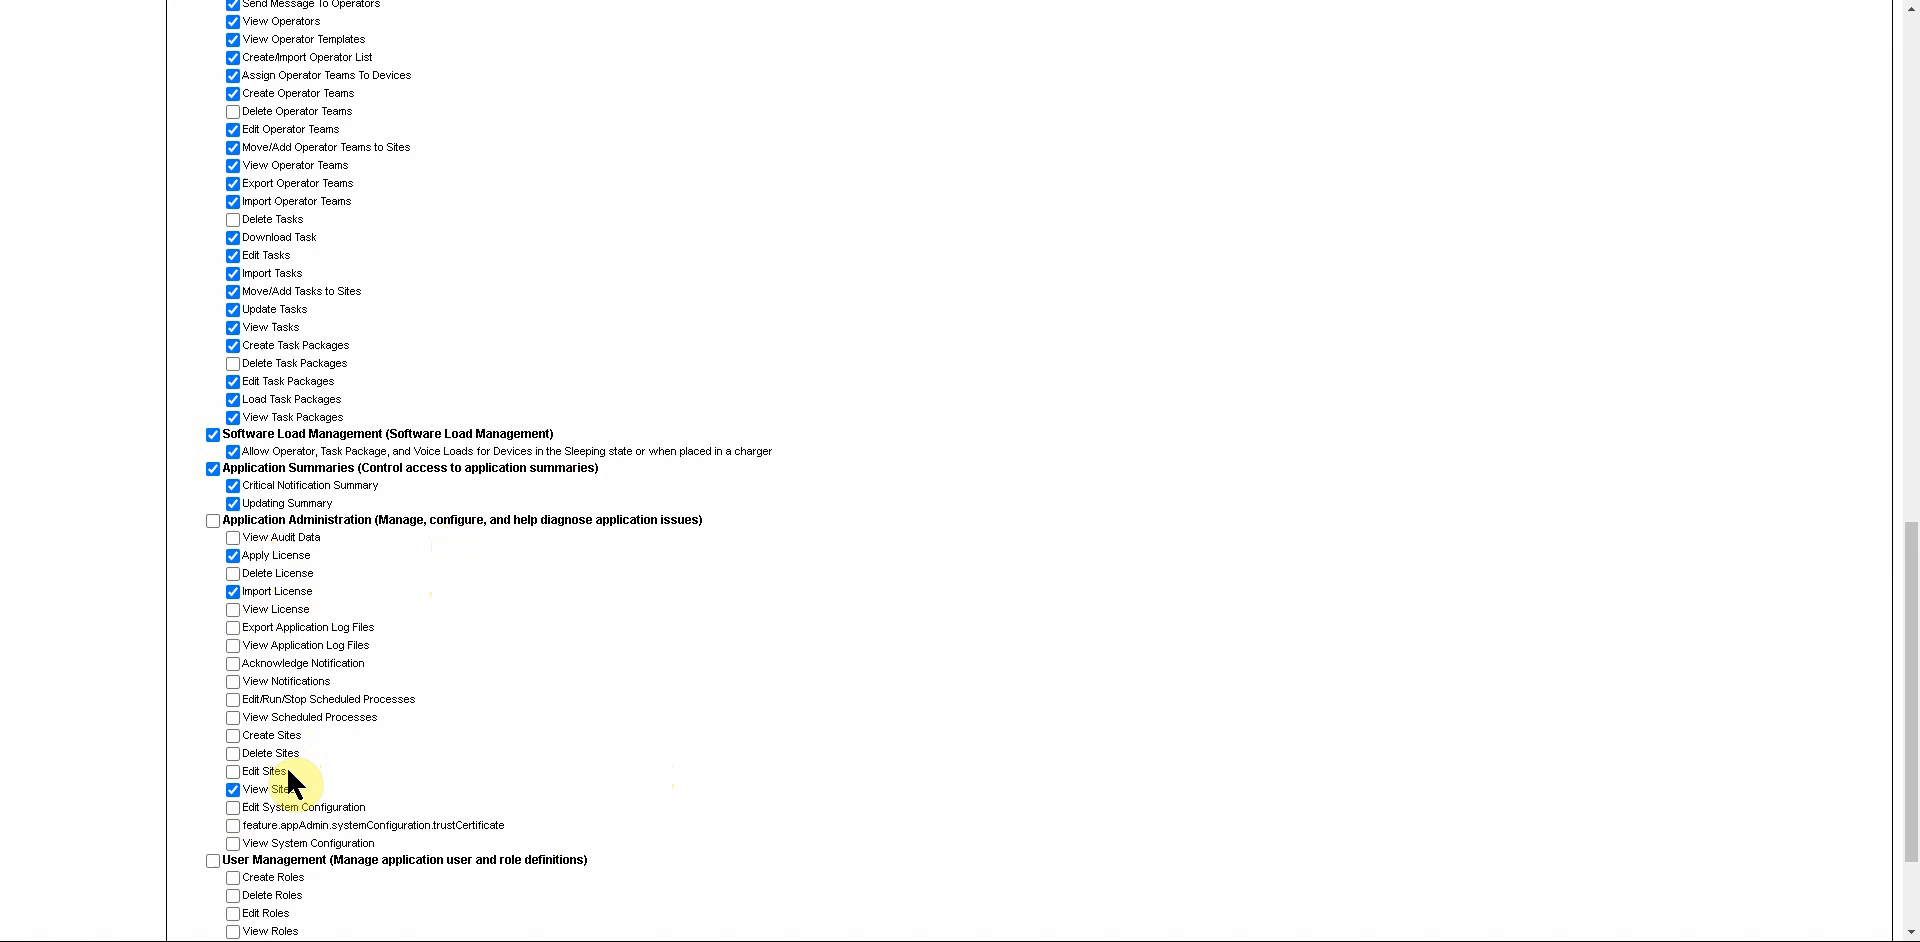 Send Message To Operators
View Operators
View Operator Templates
Create/Import Operator List
Assign Operator Teams To Devices
Create Operator Teams
Delete Operator Teams
Edit Operator Teams
Move/Add Operator Teams to Sites
View Operator Teams
Export Operator Teams
Import Operator Teams
Delete Tasks
Download Task
Edit Tasks
Import Tasks
Move/Add Tasks to Sites
Update Tasks
View Tasks
Create Task Packages
Delete Task Packages
Edit Task Packages
Load Task Packages
View Task Packages
Software Load Management (Software Load Management)
Allow Operator, Task Package, and Voice Loads for Devices in the Sleeping state or when placed in a charger
Application Summaries (Control access to application summaries)
Critical Notification Summary
Updating Summary
Application Administration (Manage, configure, and help diagnose application issues)
View Audit Data
Apply License
Delete License
Import License
View License
Export Application Log Files
View Application Log Files
Acknowledge Notification
View Notifications
Edit/Run/Stop Scheduled Processes
View Scheduled Processes
Create Sites
Delete Sites
Edit Sites
View Sites
Edit System Configuration
feature.appAdmin.systemConfiguration.trustCertificate
View System Configuration
User Management (Manage application user and role definitions)
Create Roles
Delete Roles
Edit Roles
View Roles